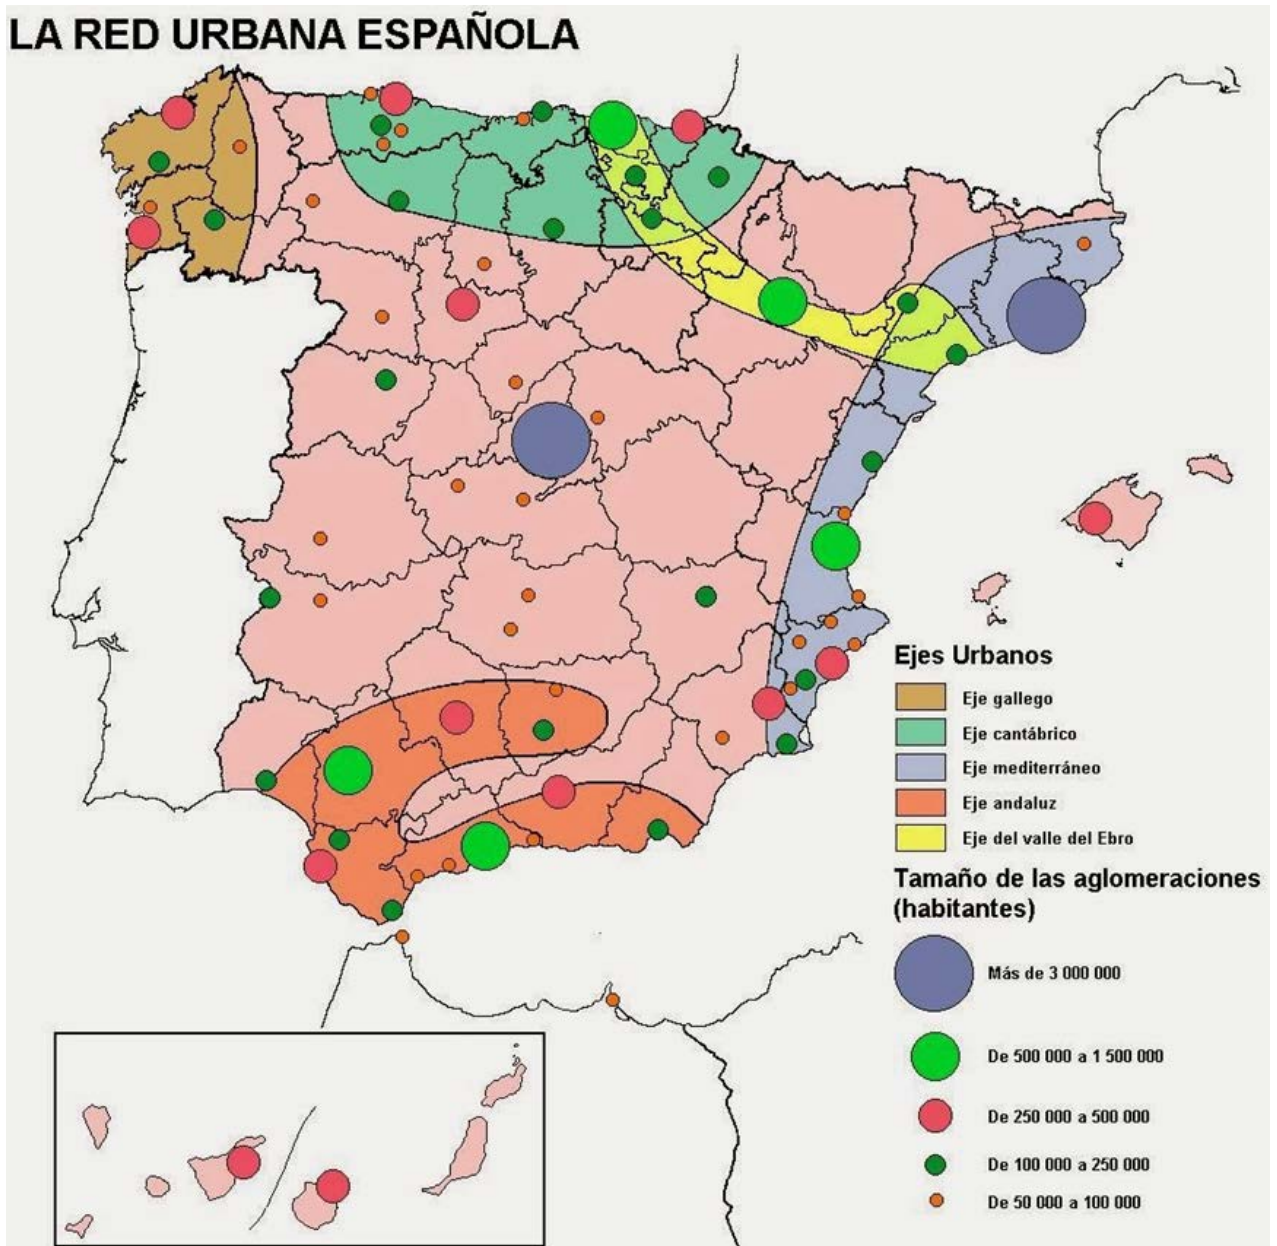 LA RED URBANA ESPAÑOLA
Ejes Urbanos
Eje gallego
Eje cantábrico
Eje mediterráneo
Eje andaluz
Eje del valle del Ebro
Tamaño de las aglomeraciones
(habitantes)
Más de 3 000 000
De 500 000 a 1 500 000
De 250 000 a 500 000
De 100 000 a 250 000
De 50 000 a 100 000